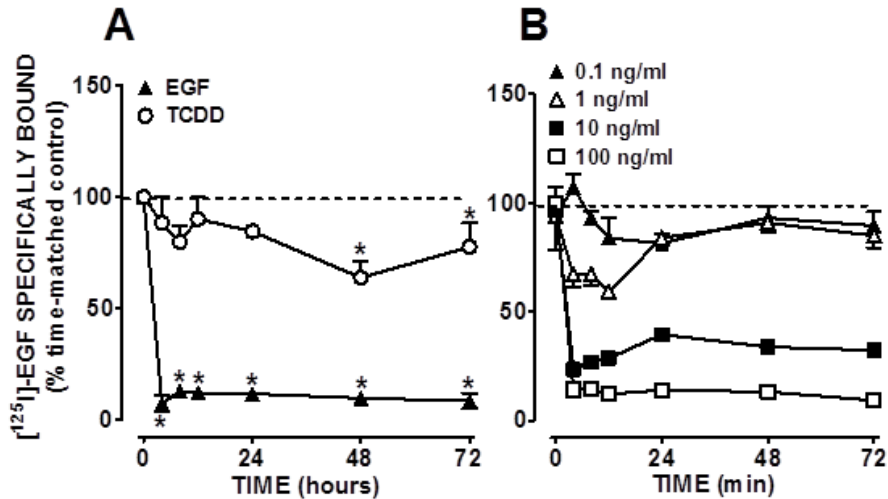 A
EGF
TCDD
[125I]-EGF SPECIFICALLY BOUND
(% time-matched control)
150
100
50
0
*
*
*
*
*
*
*
*
0 24 48 72
TIME (hours)
B
0.1 ng/ml
1 ng/ml
10 ng/ml
100 ng/ml
150
100
50
0
0 24 48 72
TIME (min)